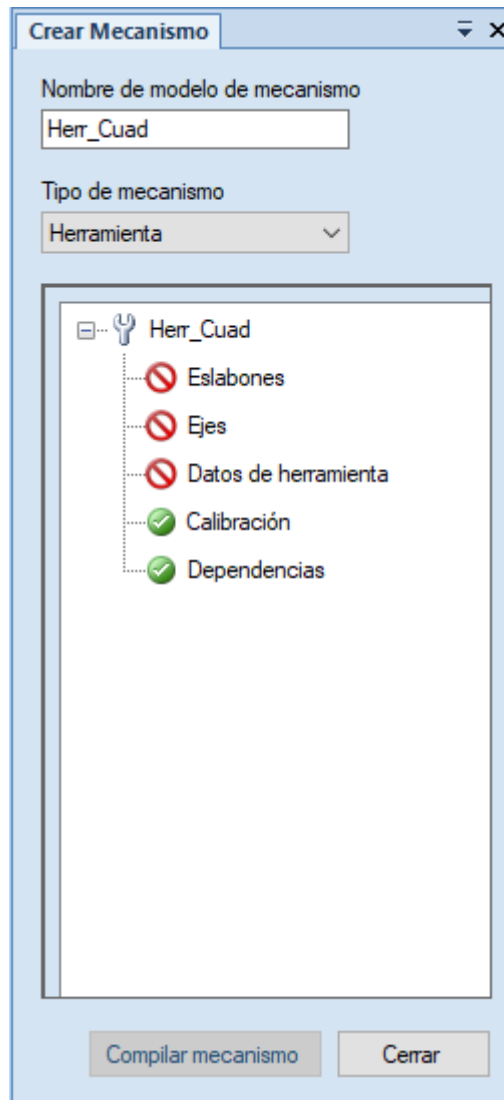 Crear Mecanismo
Nombre de modelo de mecanismo
Herr_Cuad
Tipo de mecanismo
Herramienta
Herr_Cuad
Eslabones
Ejes
Datos de herramienta
Calibración
Dependencias
Compilar mecanismo Cerrar